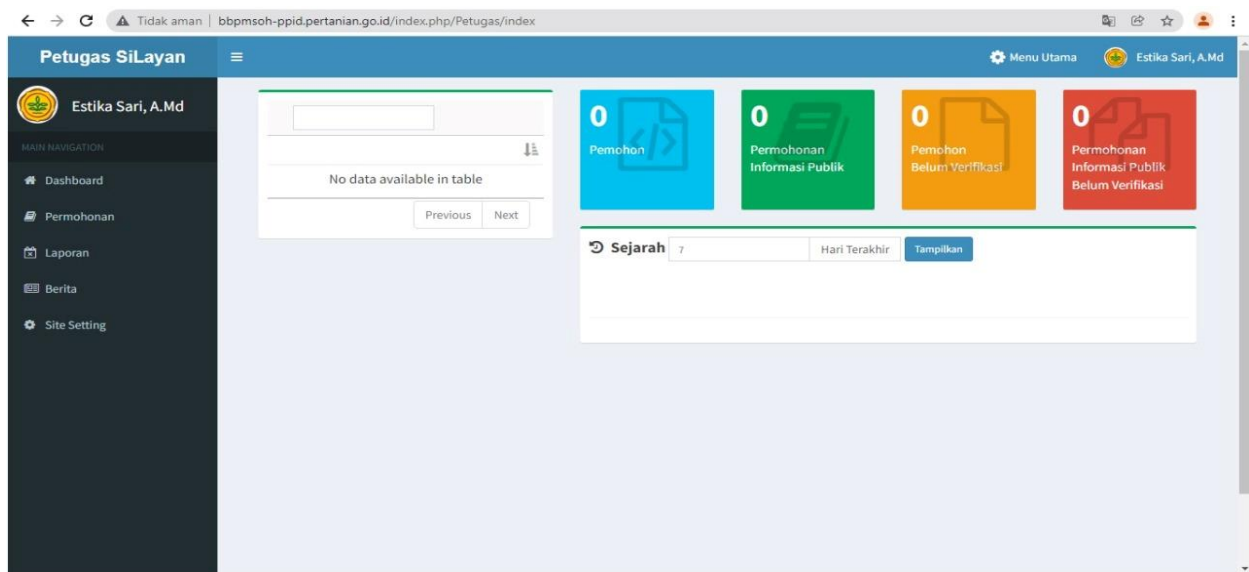 Tidak aman | bbpmsoh-ppid.pertanian.go.id/index.php/Petugas/index
Petugas SiLayan
Menu Utama
Estika Sari, A.Md
Estika Sari, A.Md
MAIN NAVIGATION
Dashboard
Permohonan
Laporan
Berita
Site Setting
No data available in table
Previous Next
0
Pemohon
0
Permohonan
Informasi Publik
0
Pemohon
Belum Verifikasi
0
Permohonan
Informasi Publik
Belum Verifikasi
Sejarah 7 Hari Terakhir Tampilkan